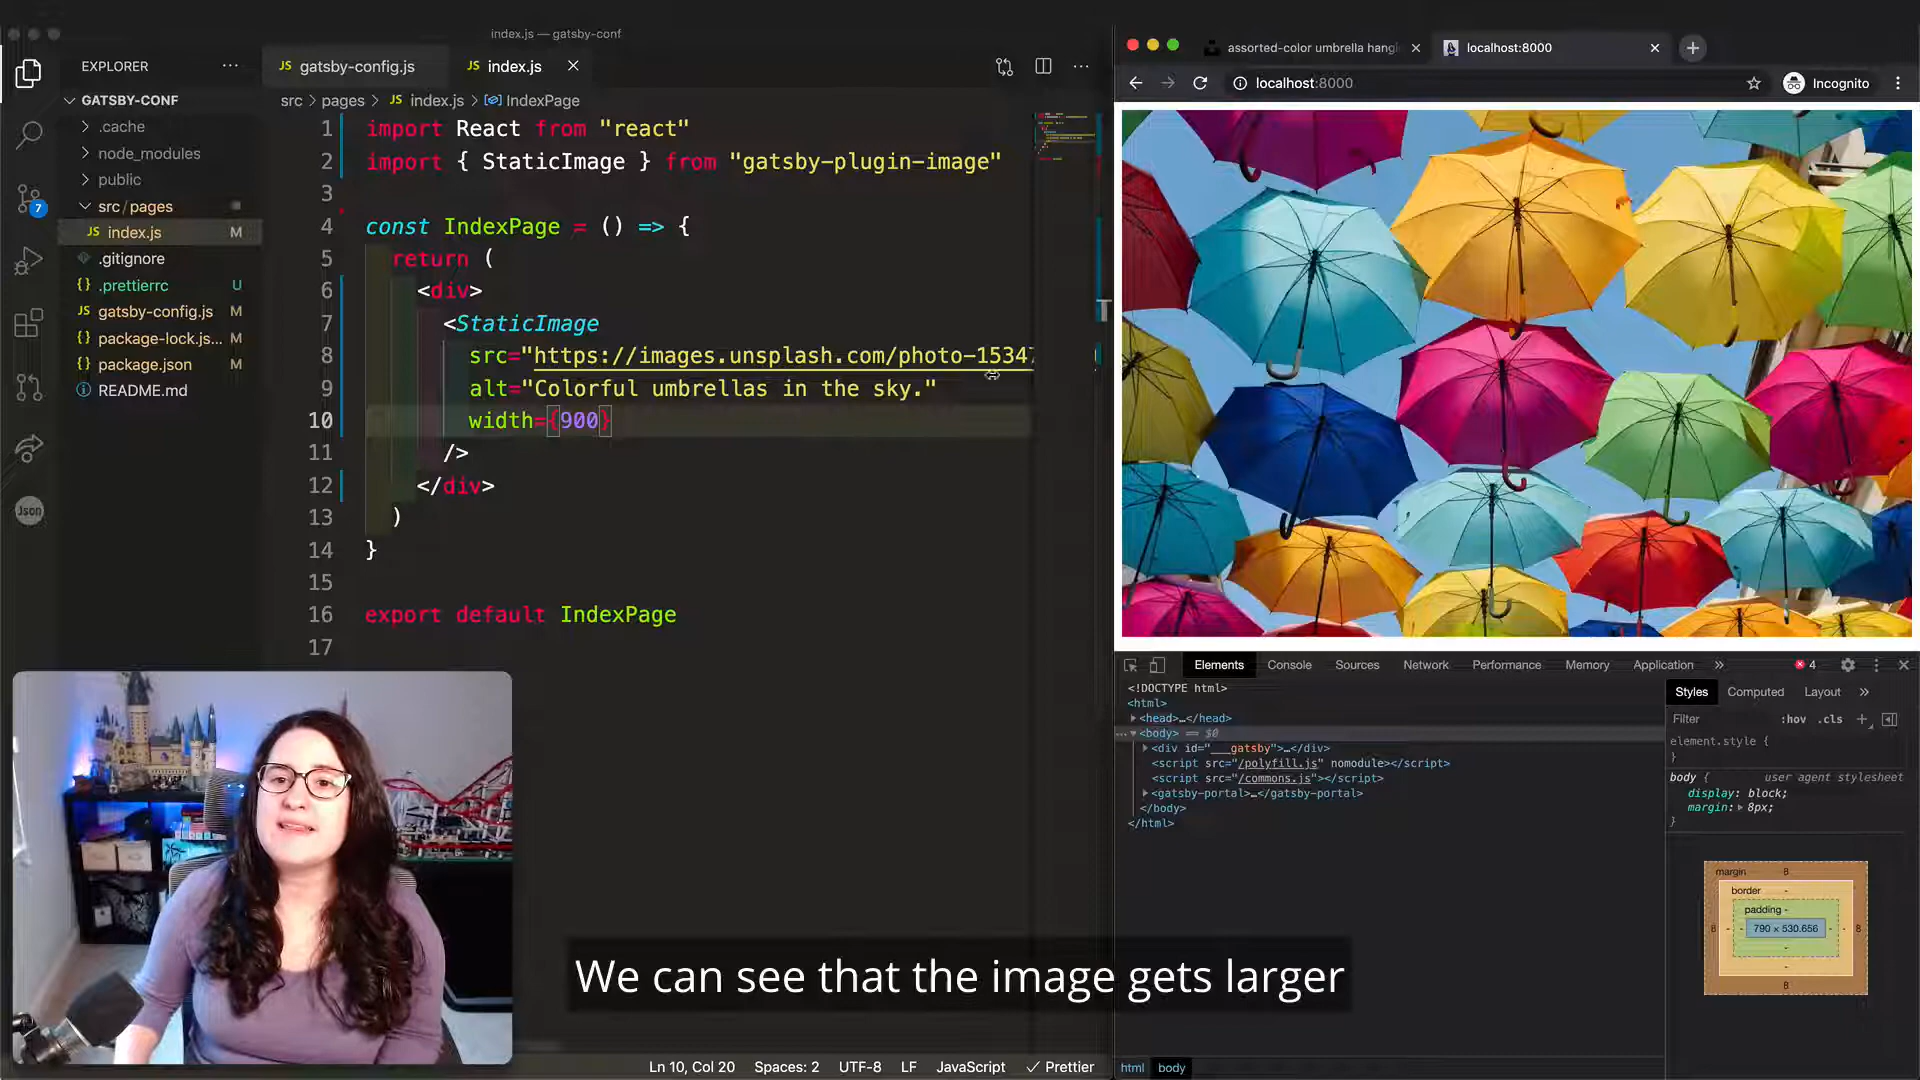 index.js — gatsby-conf
EXPLORER
GATSBY-CONF
.cache
node_modules
public
src/pages
index.js M
.gitignore
.prettierrc U
gatsby-config.js M
package-lock.js... M
package.json M
README.md
7
Json
gatsby-config.js
index.js
src > pages > JS index.js > IndexPage
1 import React from "react"
2 import { StaticImage } from "gatsby-plugin-image"
3
4 const IndexPage = () => {
5 return (
6 <div>
7 <StaticImage
8 src="https://images.unsplash.com/photo-15347
9 alt="Colorful umbrellas in the sky."
10 width={900}
11 />
12 </div>
13 )
14 }
15
16 export default IndexPage
17
Ln 10, Col 20 Spaces: 2 UTF-8 LF JavaScript Prettier
assorted-color umbrella hangi
localhost:8000
localhost:8000
Incognito
Elements Console Sources Network Performance Memory Application » 4
<!DOCTYPE html>
<html>
<head>…</head>
<body> == $0
<div id="___gatsby">…</div>
<script src="/polyfill.js" nomodule></script>
<script src="/commons.js"></script>
<gatsby-portal>…</gatsby-portal>
</body>
</html>
html body
Styles Computed Layout »
Filter :hov .cls +
element.style {
}
body { user agent stylesheet
display: block;
margin: 8px;
}
margin 8
border -
padding -
8 - - 790 × 530.656 - - 8
-
-
8
We can see that the image gets larger